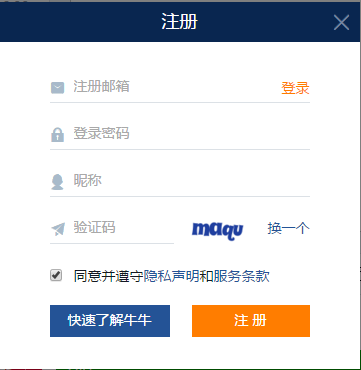 注册
注册邮箱 登录
登录密码
昵称
验证码 maqu 换一个
同意并遵守隐私声明和服务条款
快速了解牛牛 注 册